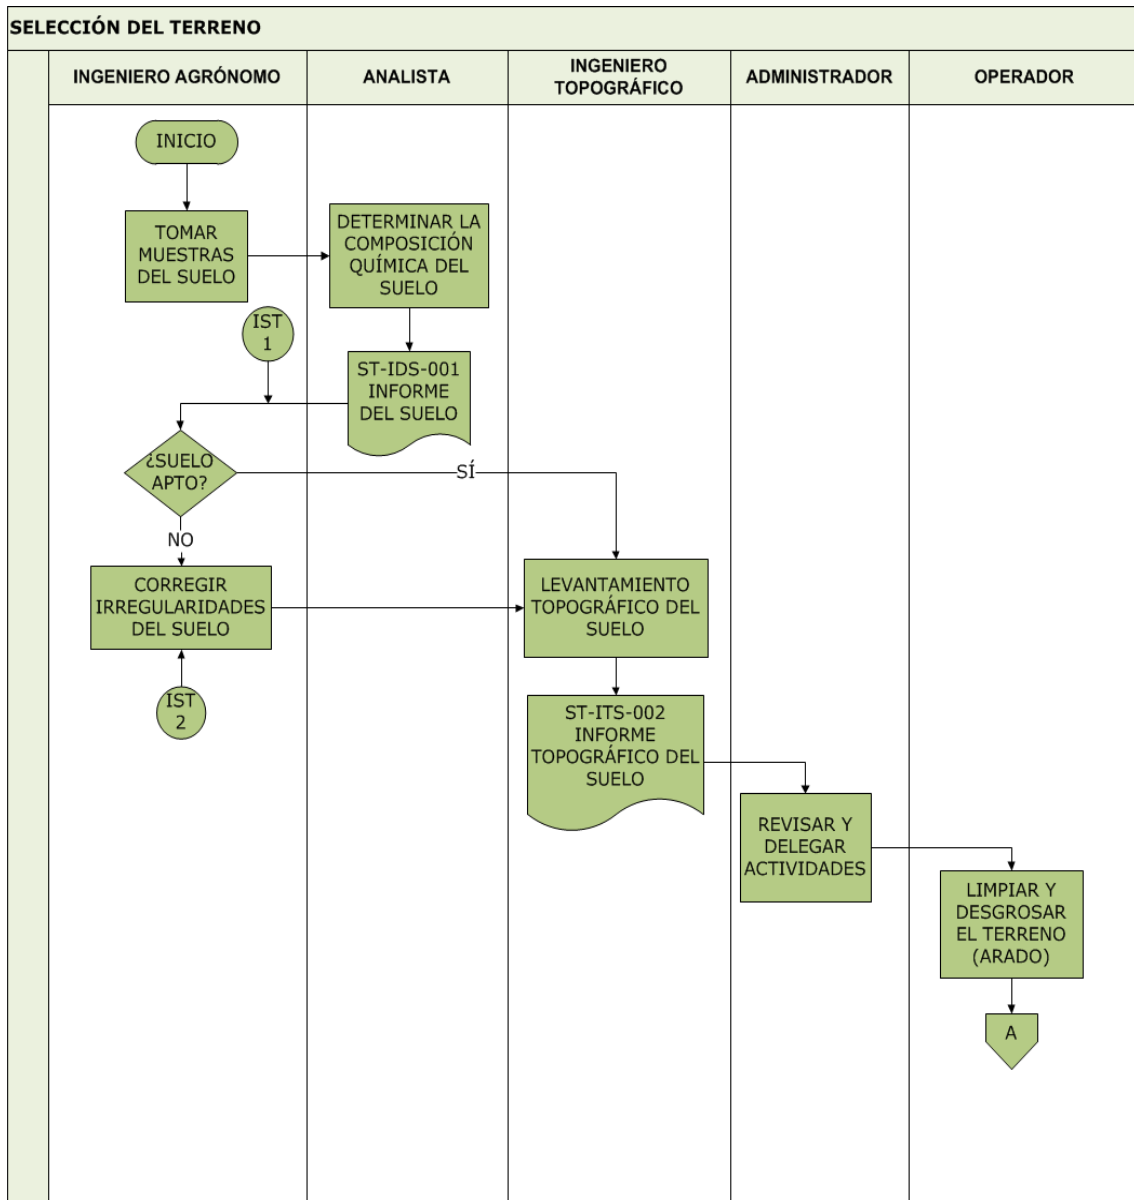 SELECCIÓN DEL TERRENO
INGENIERO AGRÓNOMO
ANALISTA
INGENIERO
TOPOGRÁFICO
ADMINISTRADOR
OPERADOR
INICIO
TOMAR
MUESTRAS
DEL SUELO
DETERMINAR LA
COMPOSICIÓN
QUÍMICA DEL
SUELO
IST
1
ST-IDS-001
INFORME
DEL SUELO
¿SUELO
APTO?
SÍ
NO
CORREGIR
IRREGULARIDADES
DEL SUELO
LEVANTAMIENTO
TOPOGRÁFICO DEL
SUELO
IST
2
ST-ITS-002
INFORME
TOPOGRÁFICO DEL
SUELO
REVISAR Y
DELEGAR
ACTIVIDADES
LIMPIAR Y
DESGROSAR
EL TERRENO
(ARADO)
A